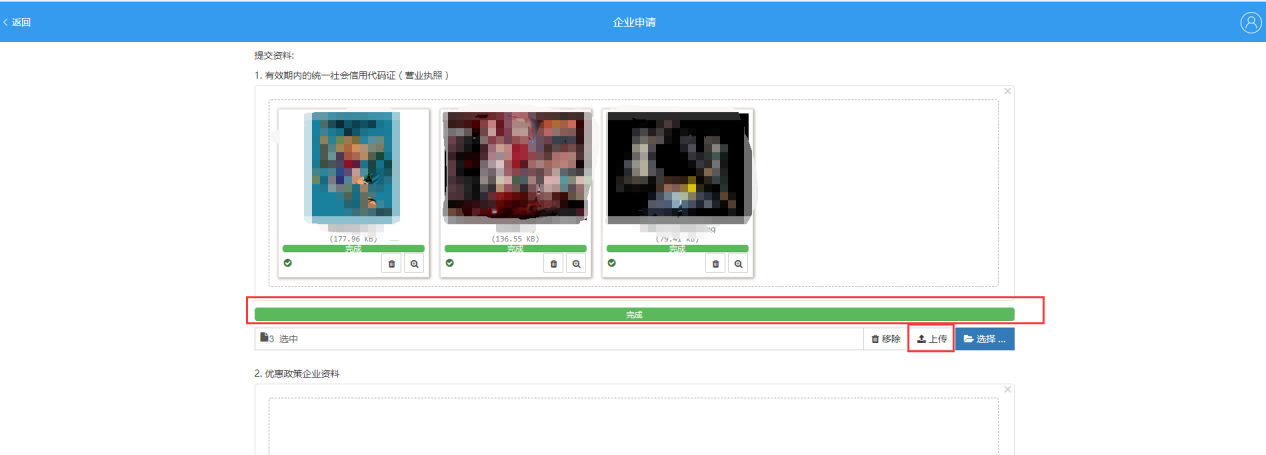 返回
企业申请
提交资料:
1. 有效期内的统一社会信用代码证（营业执照）
(177.96 KB)
(136.55 KB)
(79.41 KB)
完成
完成
完成
完成
3 选中
移除
上传
选择 ...
2. 优惠政策企业资料